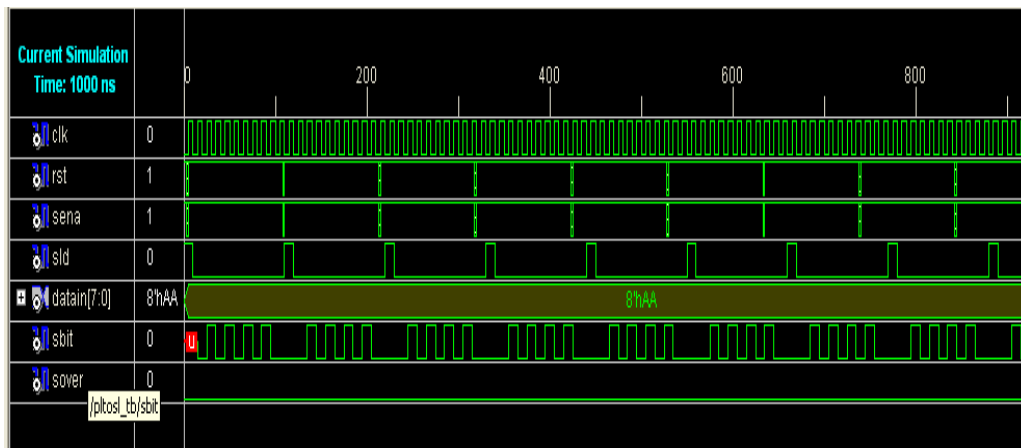 Current Simulation
Time: 1000 ns
0 200 400 600 800
clk 0
rst 1
sena 1
sld 0
datain[7:0] 8'hAA 8'hAA
sbit 0 U
sover 0
/pltosl_tb/sbit